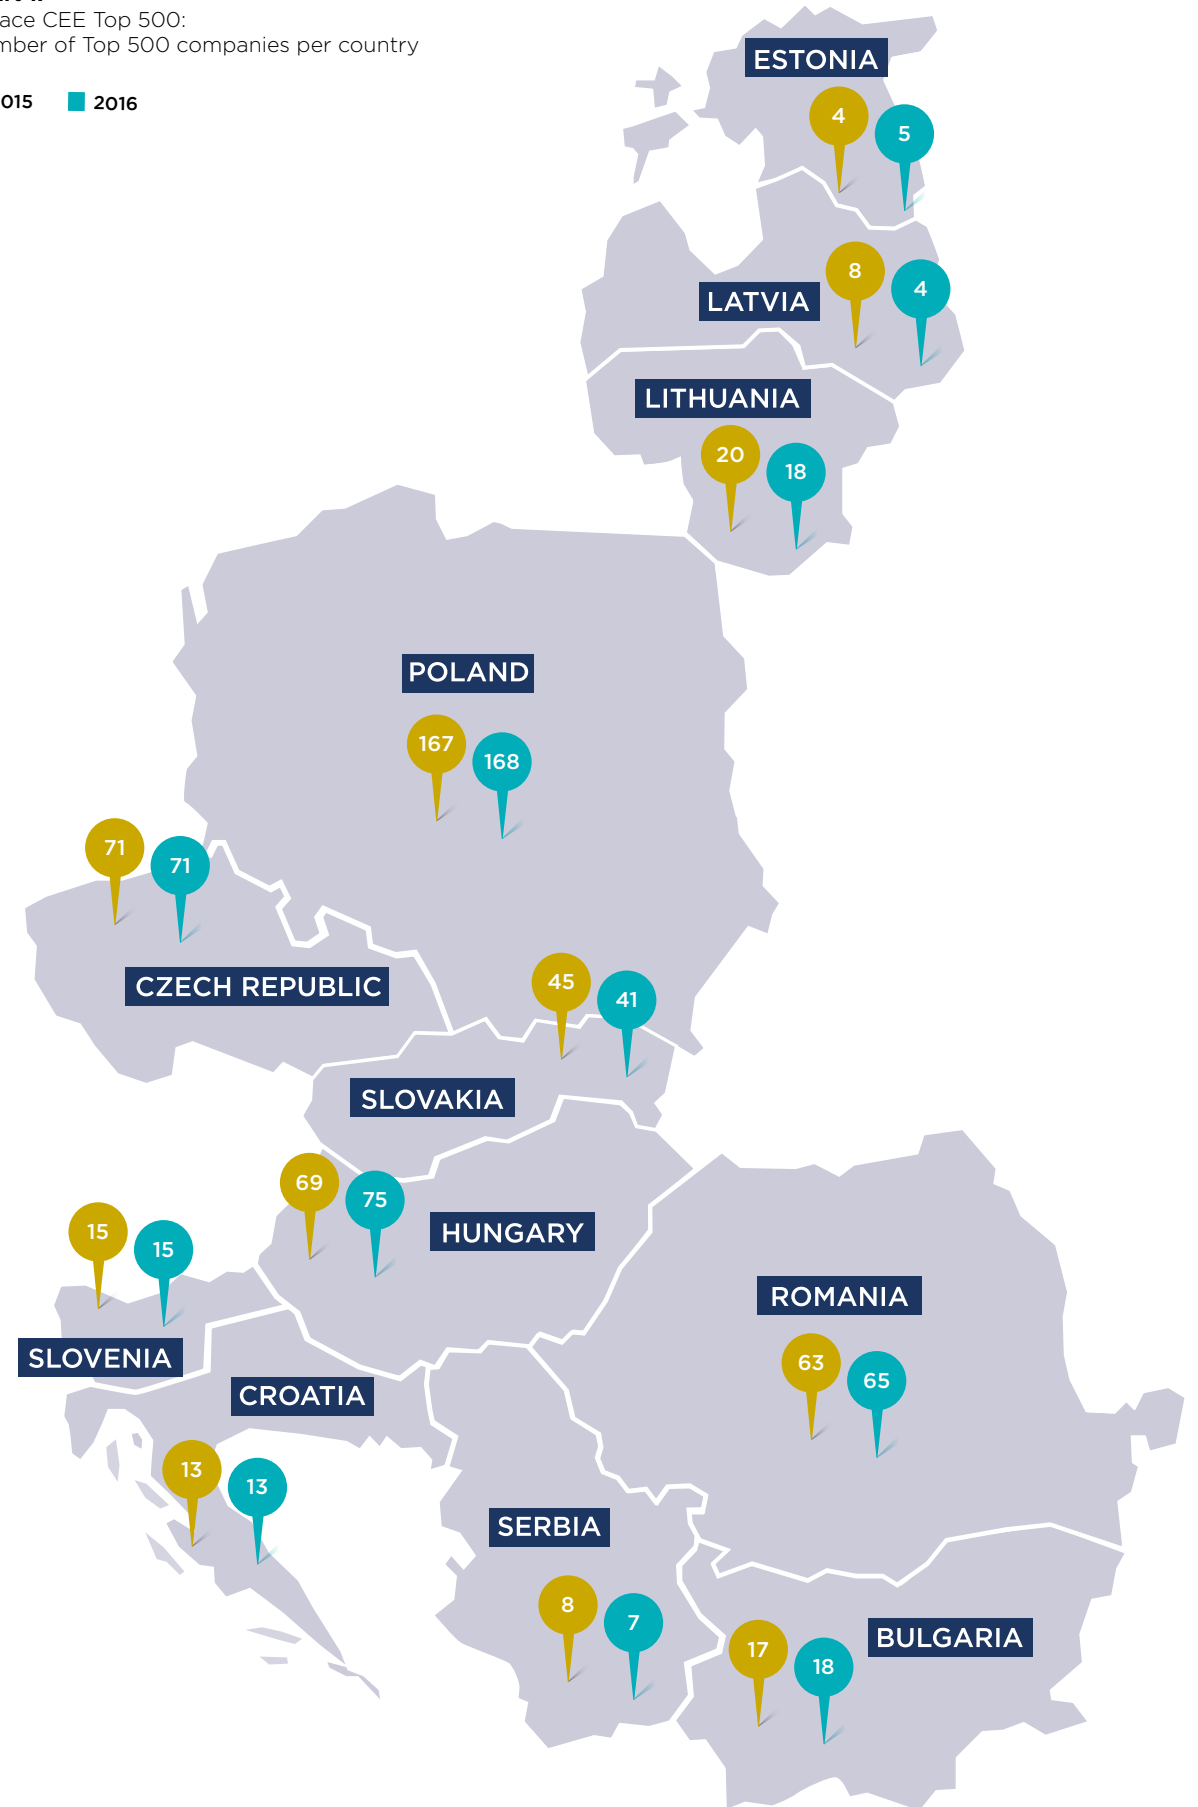 ace CEE Top 500:
mber of Top 500 companies per country
015 2016
ESTONIA
4 5
LATVIA
8 4
LITHUANIA
20 18
POLAND
167 168
71 71
CZECH REPUBLIC
45 41
SLOVAKIA
69 75
HUNGARY
15 15
SLOVENIA
ROMANIA
63 65
CROATIA
13 13
SERBIA
8 7
BULGARIA
17 18